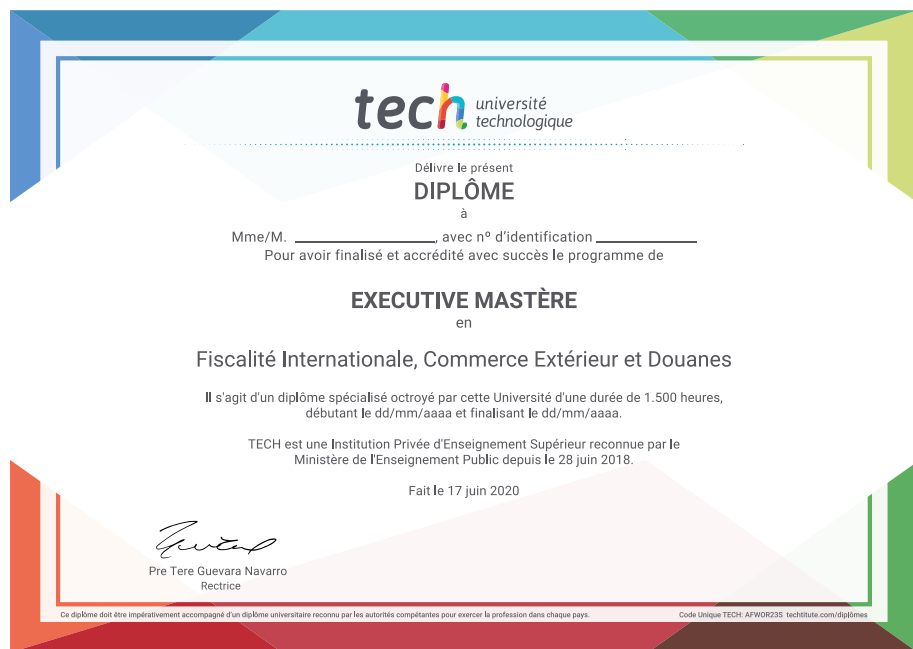 tech université
technologique
Délivre le présent
DIPLÔME
à
Mme/M. ____________, avec nº d'identification ____________
Pour avoir finalisé et accrédité avec succès le programme de
EXECUTIVE MASTÈRE
en
Fiscalité Internationale, Commerce Extérieur et Douanes
Il s'agit d'un diplôme spécialisé octroyé par cette Université d'une durée de 1.500 heures,
débutant le dd/mm/aaaa et finalisant le dd/mm/aaaa.
TECH est une Institution Privée d'Enseignement Supérieur reconnue par le
Ministère de l'Enseignement Public depuis le 28 juin 2018.
Fait le 17 juin 2020
Pre Tere Guevara Navarro
Rectrice
Ce diplôme doit être impérativement accompagné d'un diplôme universitaire reconnu par les autorités compétantes pour exercer la profession dans chaque pays.
Code Unique TECH: AFWOR23S techtitute.com/diplômes